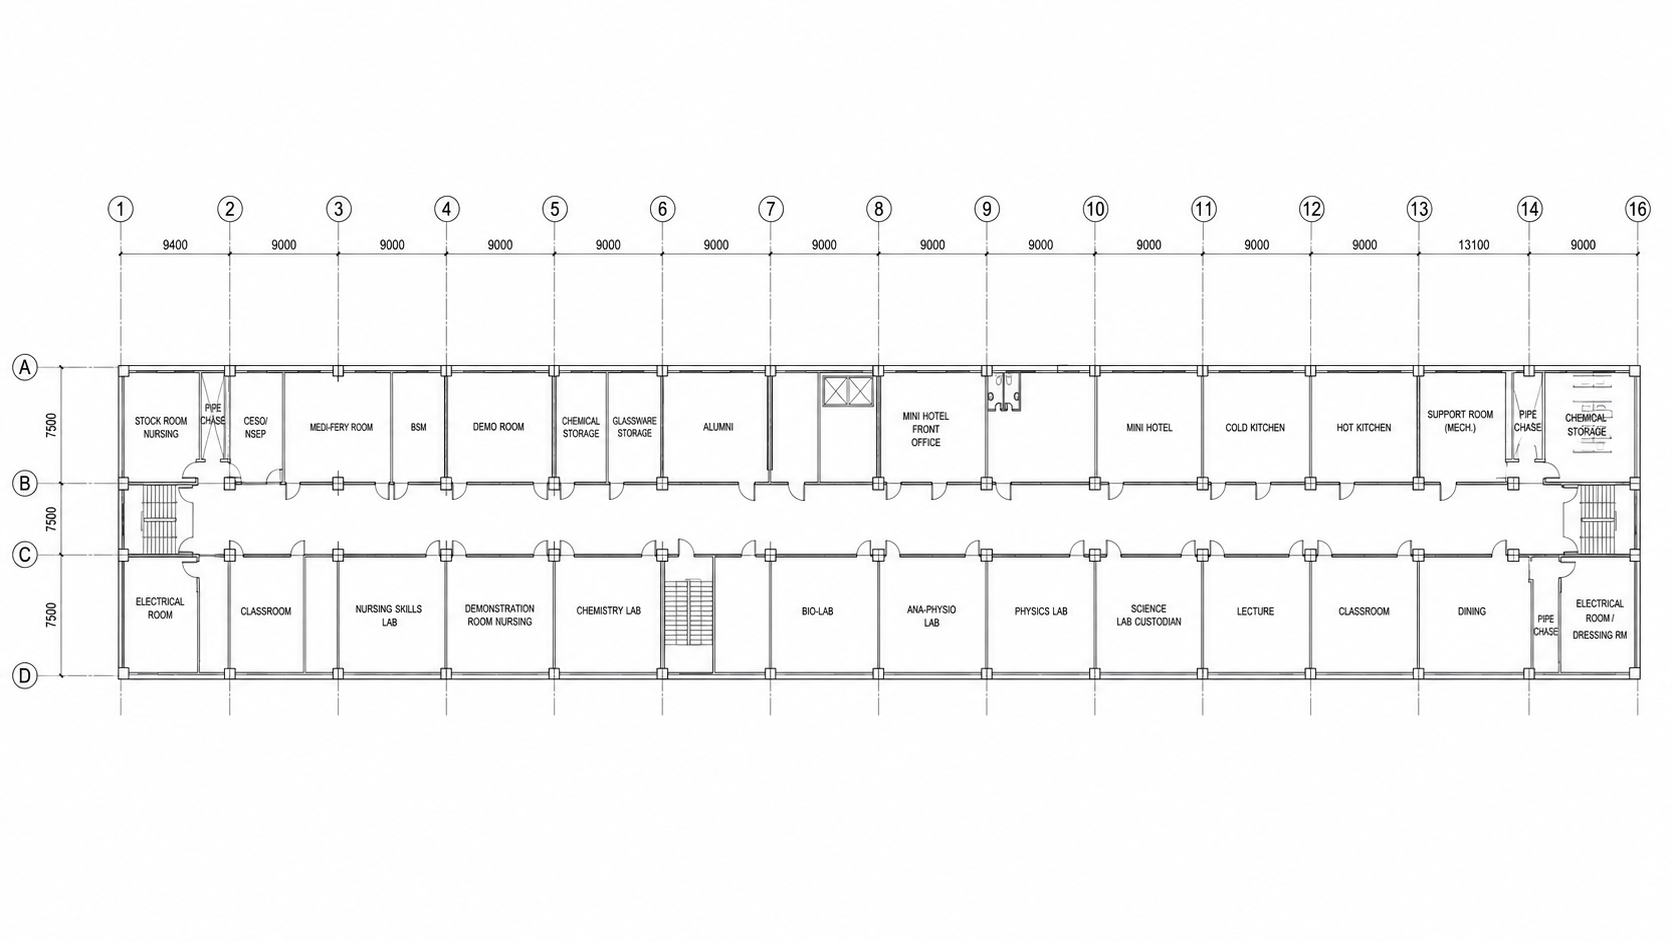 1 2 3 4 5 6 7 8 9 10 11 12 13 14 16
9400 9000 9000 9000 9000 9000 9000 9000 9000 9000 9000 9000 13100 9000
A
7500
B
7500
C
7500
D
STOCK ROOM
NURSING
PIPE
CHASE
CESO/
NSEP
MEDI-FERY ROOM
BSM
DEMO ROOM
CHEMICAL
STORAGE
GLASSWARE
STORAGE
ALUMNI
MINI HOTEL
FRONT
OFFICE
MINI HOTEL
COLD KITCHEN
HOT KITCHEN
SUPPORT ROOM
(MECH.)
PIPE
CHASE
CHEMICAL
STORAGE
ELECTRICAL
ROOM
CLASSROOM
NURSING SKILLS
LAB
DEMONSTRATION
ROOM NURSING
CHEMISTRY LAB
BIO-LAB
ANA-PHYSIO
LAB
PHYSICS LAB
SCIENCE
LAB CUSTODIAN
LECTURE
CLASSROOM
DINING
PIPE
CHASE
ELECTRICAL
ROOM /
DRESSING RM